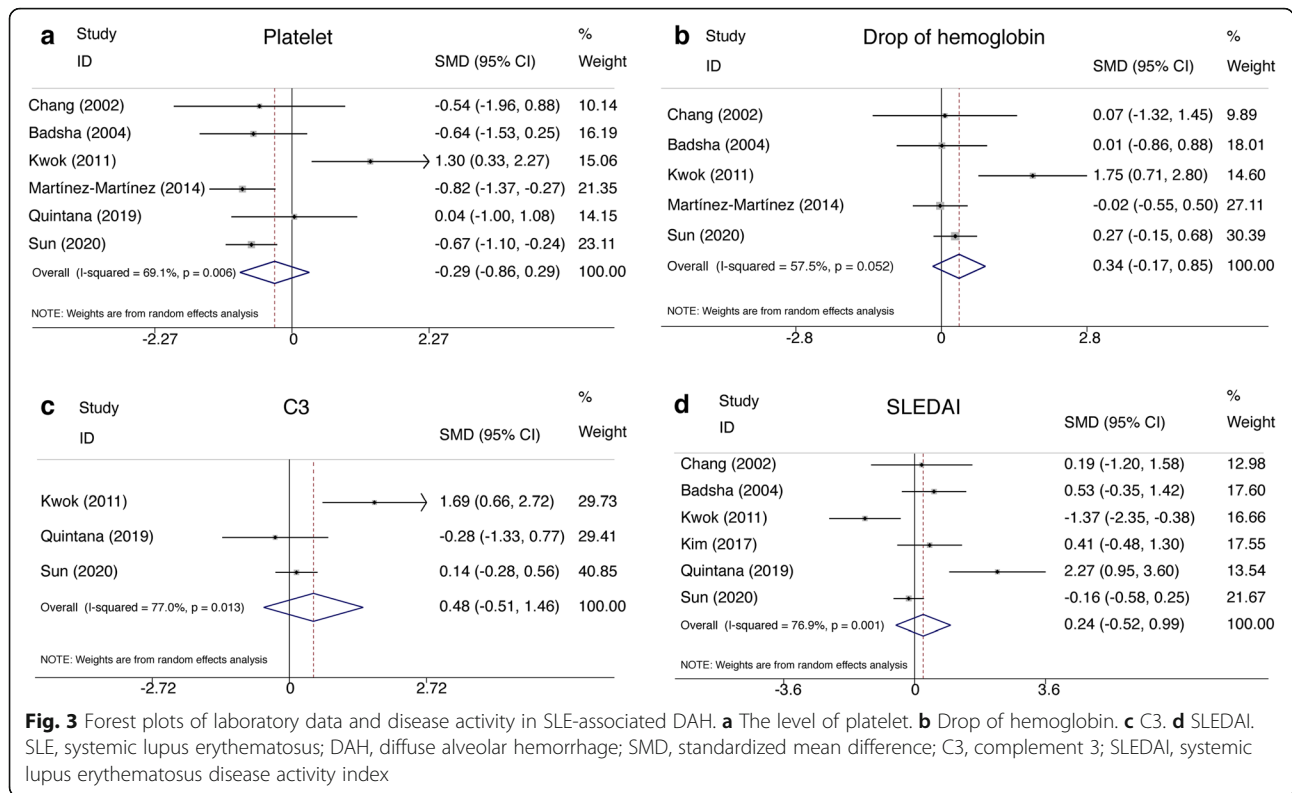 a Study Platelet %
ID SMD (95% CI) Weight
Chang (2002) -0.54 (-1.96, 0.88) 10.14
Badsha (2004) -0.64 (-1.53, 0.25) 16.19
Kwok (2011) 1.30 (0.33, 2.27) 15.06
Martínez-Martínez (2014) -0.82 (-1.37, -0.27) 21.35
Quintana (2019) 0.04 (-1.00, 1.08) 14.15
Sun (2020) -0.67 (-1.10, -0.24) 23.11
Overall (I-squared = 69.1%, p = 0.006) -0.29 (-0.86, 0.29) 100.00
NOTE: Weights are from random effects analysis
-2.27 0 2.27
b Study Drop of hemoglobin %
ID SMD (95% CI) Weight
Chang (2002) 0.07 (-1.32, 1.45) 9.89
Badsha (2004) 0.01 (-0.86, 0.88) 18.01
Kwok (2011) 1.75 (0.71, 2.80) 14.60
Martínez-Martínez (2014) -0.02 (-0.55, 0.50) 27.11
Sun (2020) 0.27 (-0.15, 0.68) 30.39
Overall (I-squared = 57.5%, p = 0.052) 0.34 (-0.17, 0.85) 100.00
NOTE: Weights are from random effects analysis
-2.8 0 2.8
c Study C3 %
ID SMD (95% CI) Weight
Kwok (2011) 1.69 (0.66, 2.72) 29.73
Quintana (2019) -0.28 (-1.33, 0.77) 29.41
Sun (2020) 0.14 (-0.28, 0.56) 40.85
Overall (I-squared = 77.0%, p = 0.013) 0.48 (-0.51, 1.46) 100.00
NOTE: Weights are from random effects analysis
-2.72 0 2.72
d Study SLEDAI %
ID SMD (95% CI) Weight
Chang (2002) 0.19 (-1.20, 1.58) 12.98
Badsha (2004) 0.53 (-0.35, 1.42) 17.60
Kwok (2011) -1.37 (-2.35, -0.38) 16.66
Kim (2017) 0.41 (-0.48, 1.30) 17.55
Quintana (2019) 2.27 (0.95, 3.60) 13.54
Sun (2020) -0.16 (-0.58, 0.25) 21.67
Overall (I-squared = 76.9%, p = 0.001) 0.24 (-0.52, 0.99) 100.00
NOTE: Weights are from random effects analysis
-3.6 0 3.6
Fig. 3 Forest plots of laboratory data and disease activity in SLE-associated DAH. a The level of platelet. b Drop of hemoglobin. c C3. d SLEDAI.
SLE, systemic lupus erythematosus; DAH, diffuse alveolar hemorrhage; SMD, standardized mean difference; C3, complement 3; SLEDAI, systemic
lupus erythematosus disease activity index